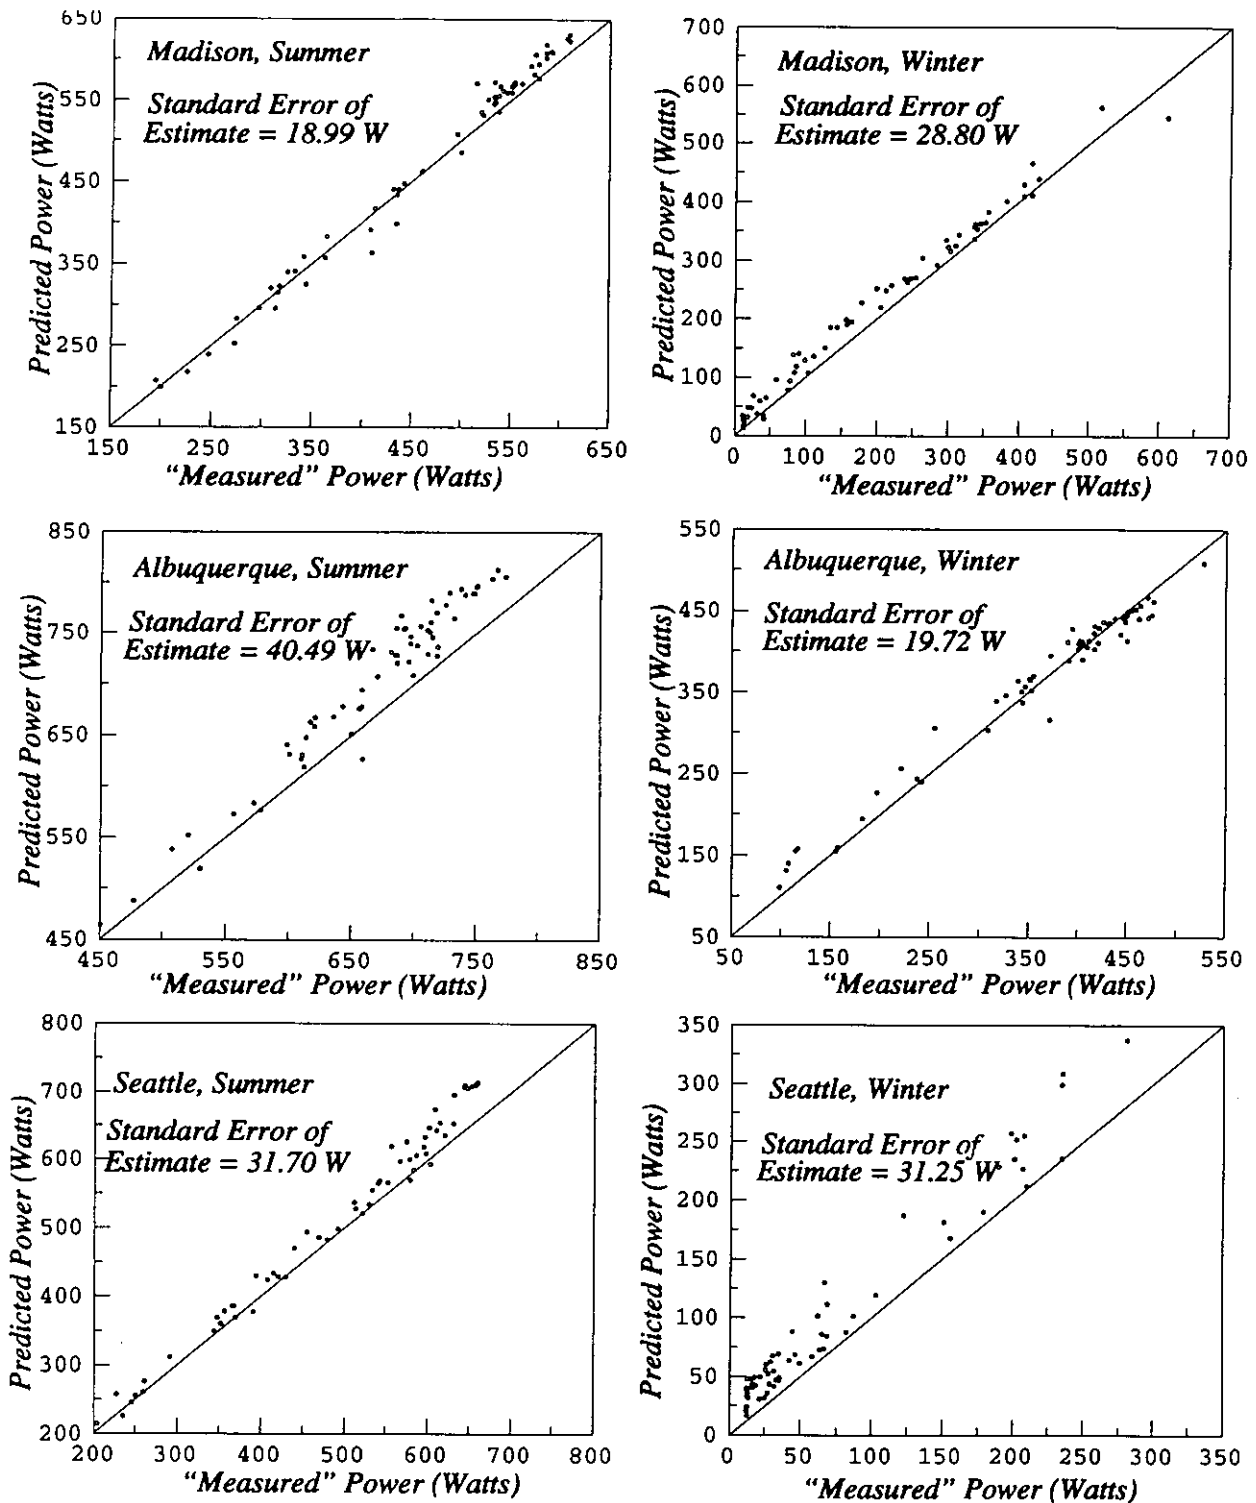 Madison, Summer
Standard Error of
Estimate = 18.99 W
Predicted Power (Watts)
650
550
450
350
250
150
150 250 350 450 550 650
"Measured" Power (Watts)
Madison, Winter
Standard Error of
Estimate = 28.80 W
Predicted Power (Watts)
700
600
500
400
300
200
100
0
0 100 200 300 400 500 600 700
"Measured" Power (Watts)
Albuquerque, Summer
Standard Error of
Estimate = 40.49 W
Predicted Power (Watts)
850
750
650
550
450
450 550 650 750 850
"Measured" Power (Watts)
Albuquerque, Winter
Standard Error of
Estimate = 19.72 W
Predicted Power (Watts)
550
450
350
250
150
50
50 150 250 350 450 550
"Measured" Power (Watts)
Seattle, Summer
Standard Error of
Estimate = 31.70 W
Predicted Power (Watts)
800
700
600
500
400
300
200
200 300 400 500 600 700 800
"Measured" Power (Watts)
Seattle, Winter
Standard Error of
Estimate = 31.25 W
Predicted Power (Watts)
350
300
250
200
150
100
50
0
0 50 100 150 200 250 300 350
"Measured" Power (Watts)